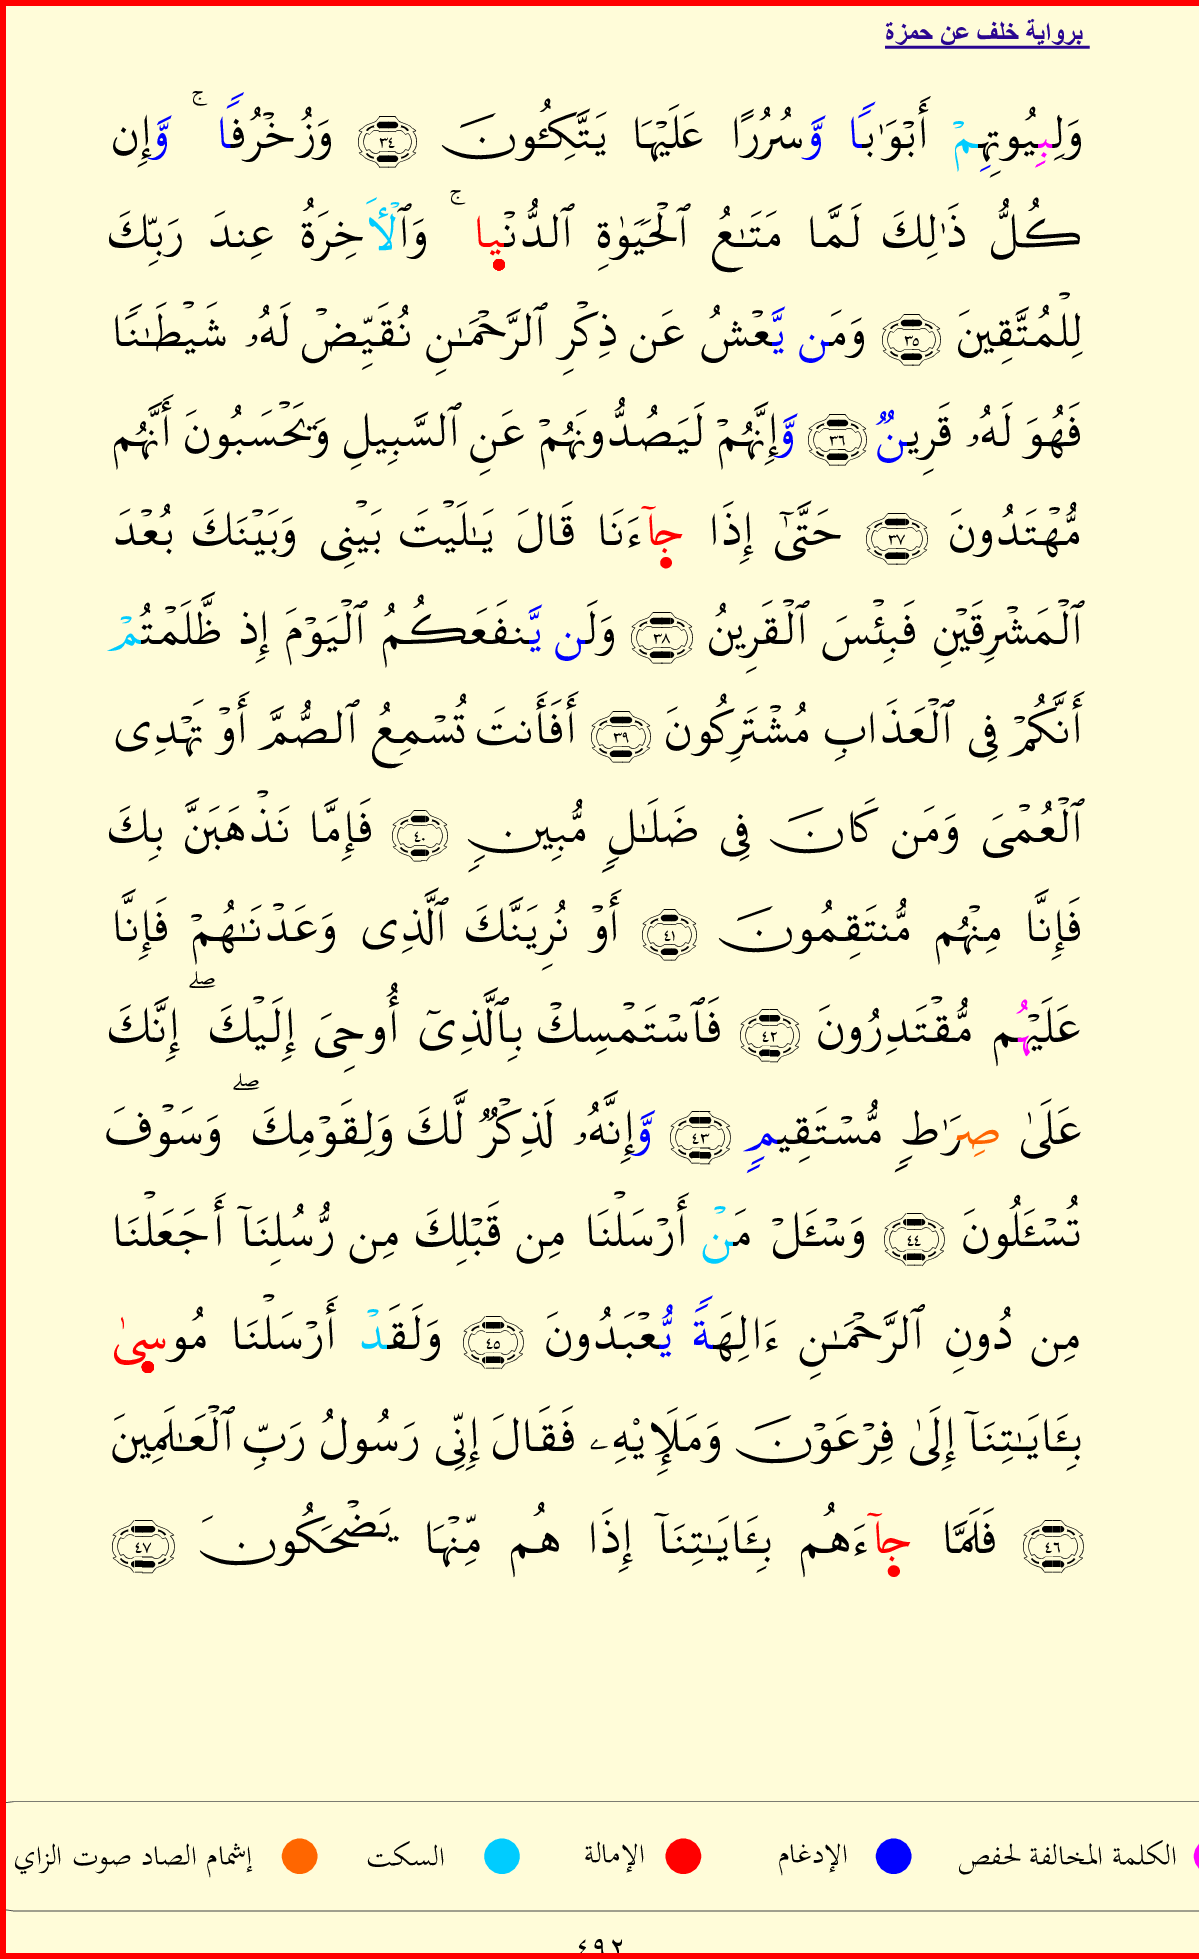 برواية خلف عن حمزة
وَلِبِيُوتِهِمْ أَبْوَٰبًا وَّسُرُرًا عَلَيْهَا يَتَّكِـُٔونَ ٣٤ وَزُخْرُفًا ۚ وَّإِن
كُلُّ ذَٰلِكَ لَمَّا مَتَـٰعُ ٱلْحَيَوٰةِ ٱلدُّنْيا ۚ وَٱلْأَخِرَةُ عِندَ رَبِّكَ
لِلْمُتَّقِينَ ٣٥ وَمَن يَّعْشُ عَن ذِكْرِ ٱلرَّحْمَـٰنِ نُقَيِّضْ لَهُۥ شَيْطَـٰنًا
فَهُوَ لَهُۥ قَرِينٌ ٣٦ وَّإِنَّهُمْ لَيَصُدُّونَهُمْ عَنِ ٱلسَّبِيلِ وَيَحْسَبُونَ أَنَّهُم
مُّهْتَدُونَ ٣٧ حَتَّىٰٓ إِذَا جآءَنَا قَالَ يَـٰلَيْتَ بَيْنِى وَبَيْنَكَ بُعْدَ
ٱلْمَشْرِقَيْنِ فَبِئْسَ ٱلْقَرِينُ ٣٨ وَلَن يَّنفَعَكُمُ ٱلْيَوْمَ إِذ ظَّلَمْتُمْ
أَنَّكُمْ فِى ٱلْعَذَابِ مُشْتَرِكُونَ ٣٩ أَفَأَنتَ تُسْمِعُ ٱلصُّمَّ أَوْ تَهْدِى
ٱلْعُمْىَ وَمَن كَانَ فِى ضَلَـٰلٍ مُّبِينٍ ٤٠ فَإِمَّا نَذْهَبَنَّ بِكَ
فَإِنَّا مِنْهُم مُّنتَقِمُونَ ٤١ أَوْ نُرِيَنَّكَ ٱلَّذِى وَعَدْنَـٰهُمْ فَإِنَّا
عَلَيْهُم مُّقْتَدِرُونَ ٤٢ فَٱسْتَمْسِكْ بِٱلَّذِىٓ أُوحِىَ إِلَيْكَ ۖ إِنَّكَ
عَلَىٰ صِرَٰطٍ مُّسْتَقِيمٍ ٤٣ وَّإِنَّهُۥ لَذِكْرٌ لَّكَ وَلِقَوْمِكَ ۖ وَسَوْفَ
تُسْـَٔلُونَ ٤٤ وَسْـَٔلْ مَنْ أَرْسَلْنَا مِن قَبْلِكَ مِن رُّسُلِنَآ أَجَعَلْنَا
مِن دُونِ ٱلرَّحْمَـٰنِ ءَالِهَةً يُّعْبَدُونَ ٤٥ وَلَقَدْ أَرْسَلْنَا مُوسىٰ
بِـَٔايَـٰتِنَآ إِلَىٰ فِرْعَوْنَ وَمَلَإِيْهِۦ فَقَالَ إِنِّى رَسُولُ رَبِّ ٱلْعَـٰلَمِينَ
٤٦ فَلَمَّا جآءَهُم بِـَٔايَـٰتِنَآ إِذَا هُم مِّنْهَا يَضْحَكُونَ ٤٧
الكلمة المخالفة لحفص الإدغام الإمالة السكت إشمام الصاد صوت الزاي
٤٩٢